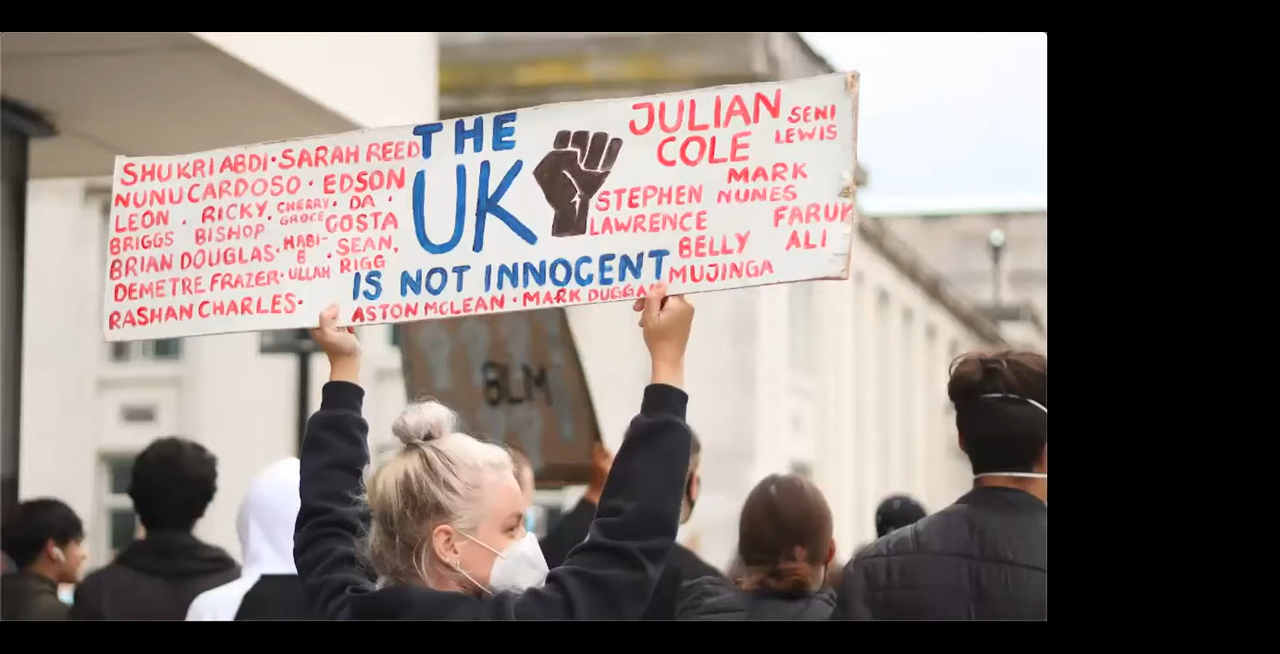 SHUKRI ABDI · SARAH REED
NUNU CARDOSO · EDSON
LEON · RICKY · CHERRY · DA ·
BRIGGS BISHOP GROCE COSTA
BRIAN DOUGLAS · HABI- · SEAN,
B
DEMETRE FRAZER · ULLAH RIGG
RASHAN CHARLES ·
THE
UK
IS NOT INNOCENT
ASTON MCLEAN · MARK DUGGAN
JULIAN
COLE
SENI
LEWIS
MARK
NUNES
STEPHEN
LAWRENCE
FARUK
ALI
BELLY
MUJINGA
BLM